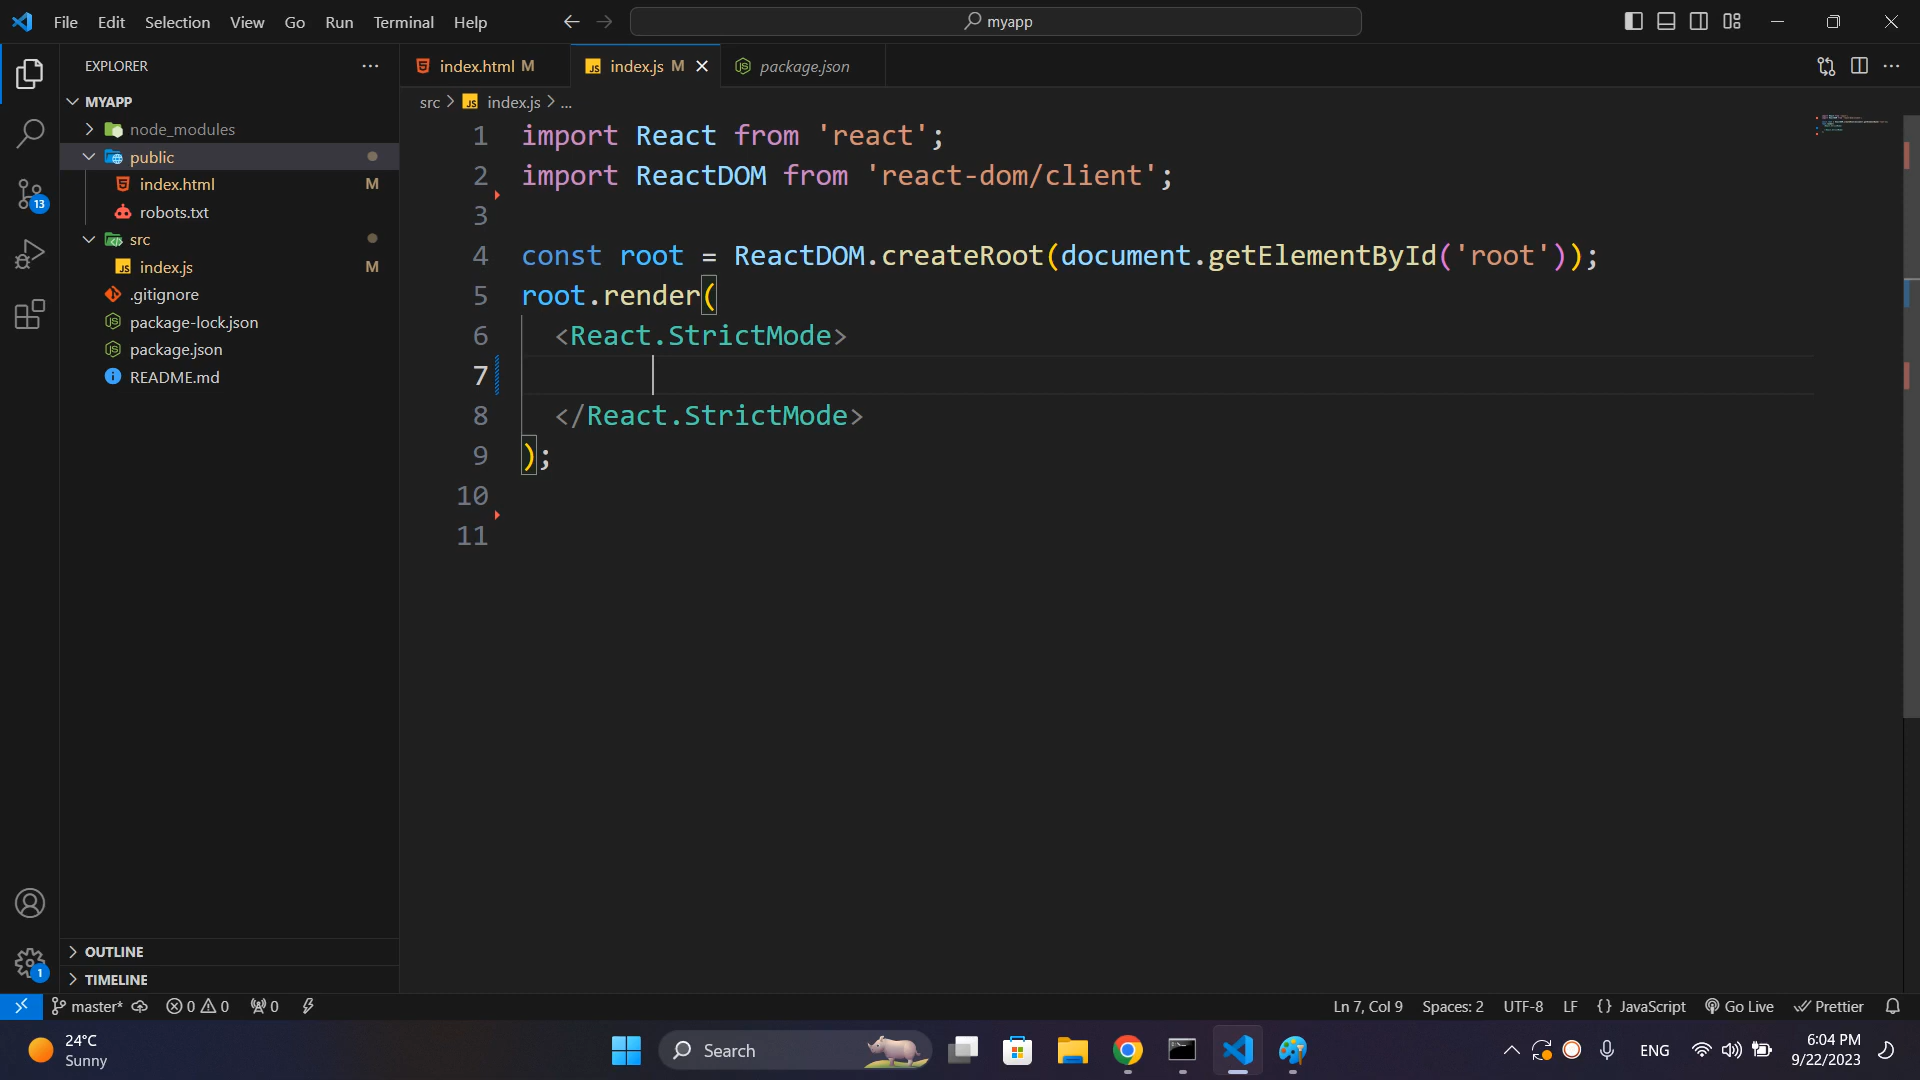 File Edit Selection View Go Run Terminal Help
myapp
EXPLORER
MYAPP
node_modules
public
index.html M
robots.txt
src
index.js M
.gitignore
package-lock.json
package.json
README.md
13
1
OUTLINE
TIMELINE
index.html M
index.js M
package.json
src > index.js > ...
1 import React from 'react';
2 import ReactDOM from 'react-dom/client';
3
4 const root = ReactDOM.createRoot(document.getElementById('root'));
5 root.render(
6 <React.StrictMode>
7
8 </React.StrictMode>
9 );
10
11
master* 0 0 0 Ln 7, Col 9 Spaces: 2 UTF-8 LF {} JavaScript Go Live Prettier
24°C
Sunny
Search
ENG
6:04 PM
9/22/2023